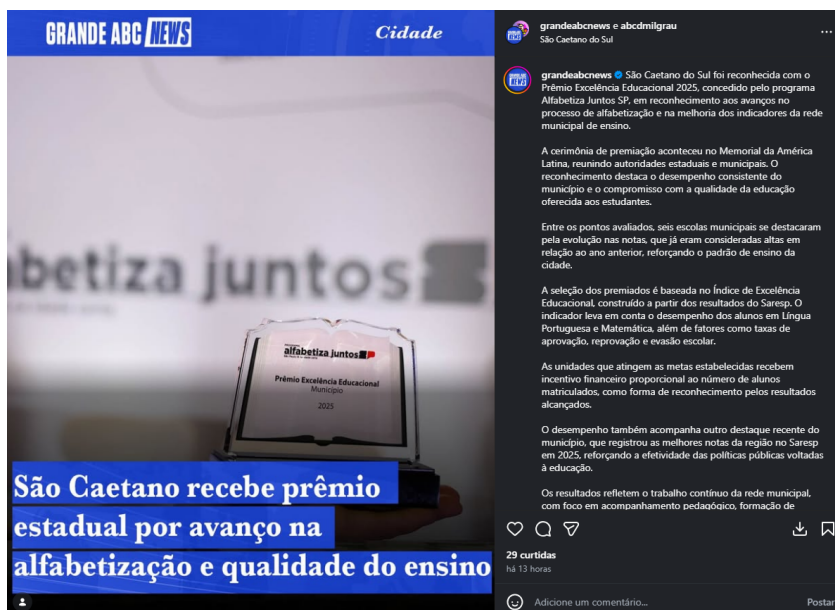 GRANDE ABC NEWS
Cidade
betiza juntos
alfabetiza juntos
Prêmio Excelência Educacional
Município
2025
São Caetano recebe prêmio
estadual por avanço na
alfabetização e qualidade do ensino
grandeabcnews e abcdmilgrau
São Caetano do Sul
grandeabcnews São Caetano do Sul foi reconhecida com o
Prêmio Excelência Educacional 2025, concedido pelo programa
Alfabetiza Juntos SP, em reconhecimento aos avanços no
processo de alfabetização e na melhoria dos indicadores da rede
municipal de ensino.
A cerimônia de premiação aconteceu no Memorial da América
Latina, reunindo autoridades estaduais e municipais. O
reconhecimento destaca o desempenho consistente do
município e o compromisso com a qualidade da educação
oferecida aos estudantes.
Entre os pontos avaliados, seis escolas municipais se destacaram
pela evolução nas notas, que já eram consideradas altas em
relação ao ano anterior, reforçando o padrão de ensino da
cidade.
A seleção dos premiados é baseada no Índice de Excelência
Educacional, construído a partir dos resultados do Saresp. O
indicador leva em conta o desempenho dos alunos em Língua
Portuguesa e Matemática, além de fatores como taxas de
aprovação, reprovação e evasão escolar.
As unidades que atingem as metas estabelecidas recebem
incentivo financeiro proporcional ao número de alunos
matriculados, como forma de reconhecimento pelos resultados
alcançados.
O desempenho também acompanha outro destaque recente do
município, que registrou as melhores notas da região no Saresp
em 2025, reforçando a efetividade das políticas públicas voltadas
à educação.
Os resultados refletem o trabalho contínuo da rede municipal,
com foco em acompanhamento pedagógico, formação de
29 curtidas
há 13 horas
Adicione um comentário...
Postar